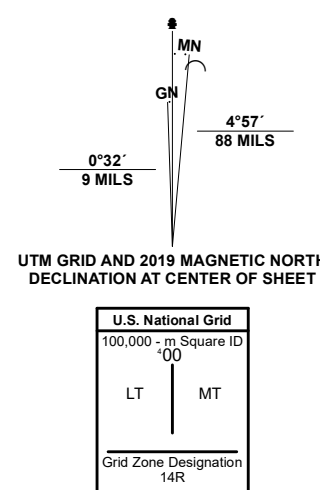 MN
GN
4°57´
88 MILS
0°32´
9 MILS
UTM GRID AND 2019 MAGNETIC NORTH
DECLINATION AT CENTER OF SHEET
U.S. National Grid
100,000 - m Square ID
⁴00
LT MT
Grid Zone Designation
14R